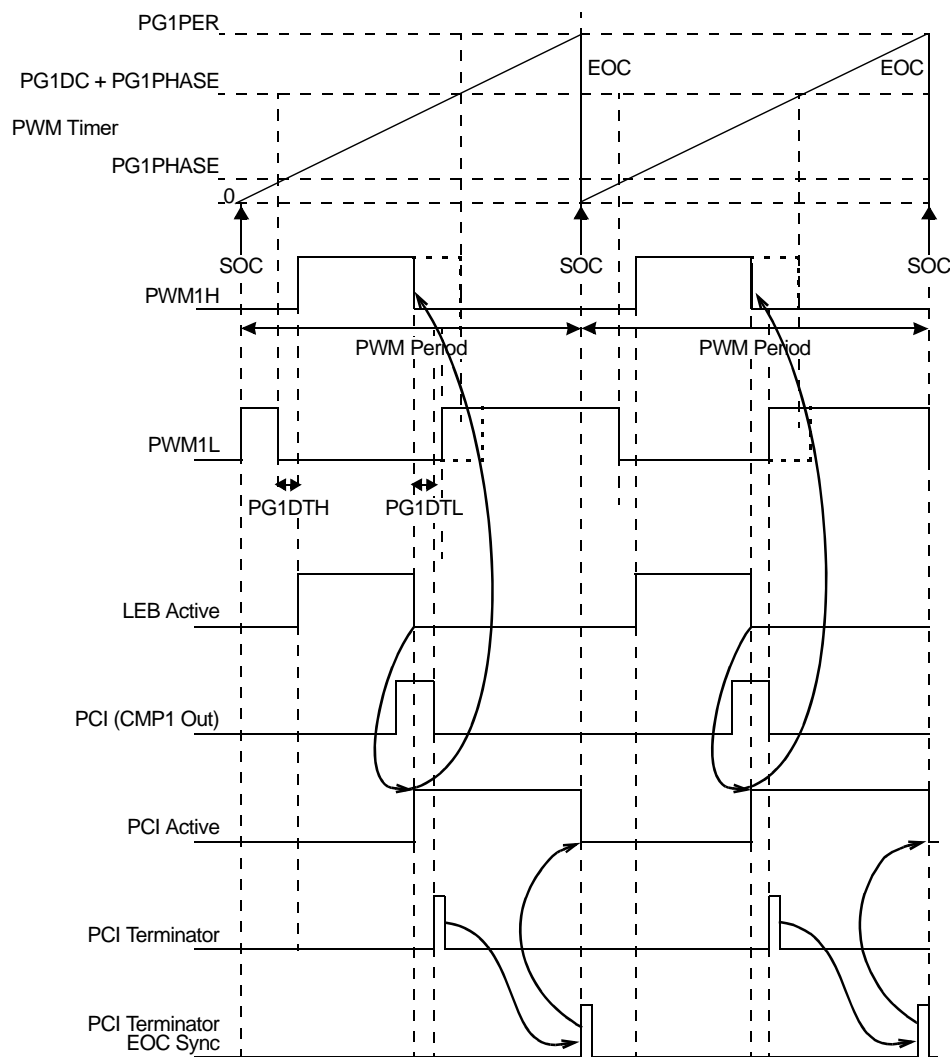 PG1PER
EOC
EOC
PG1DC + PG1PHASE
PWM Timer
PG1PHASE
0
SOC
SOC
SOC
PWM1H
PWM Period
PWM Period
PWM1L
PG1DTH
PG1DTL
LEB Active
PCI (CMP1 Out)
PCI Active
PCI Terminator
PCI Terminator
EOC Sync